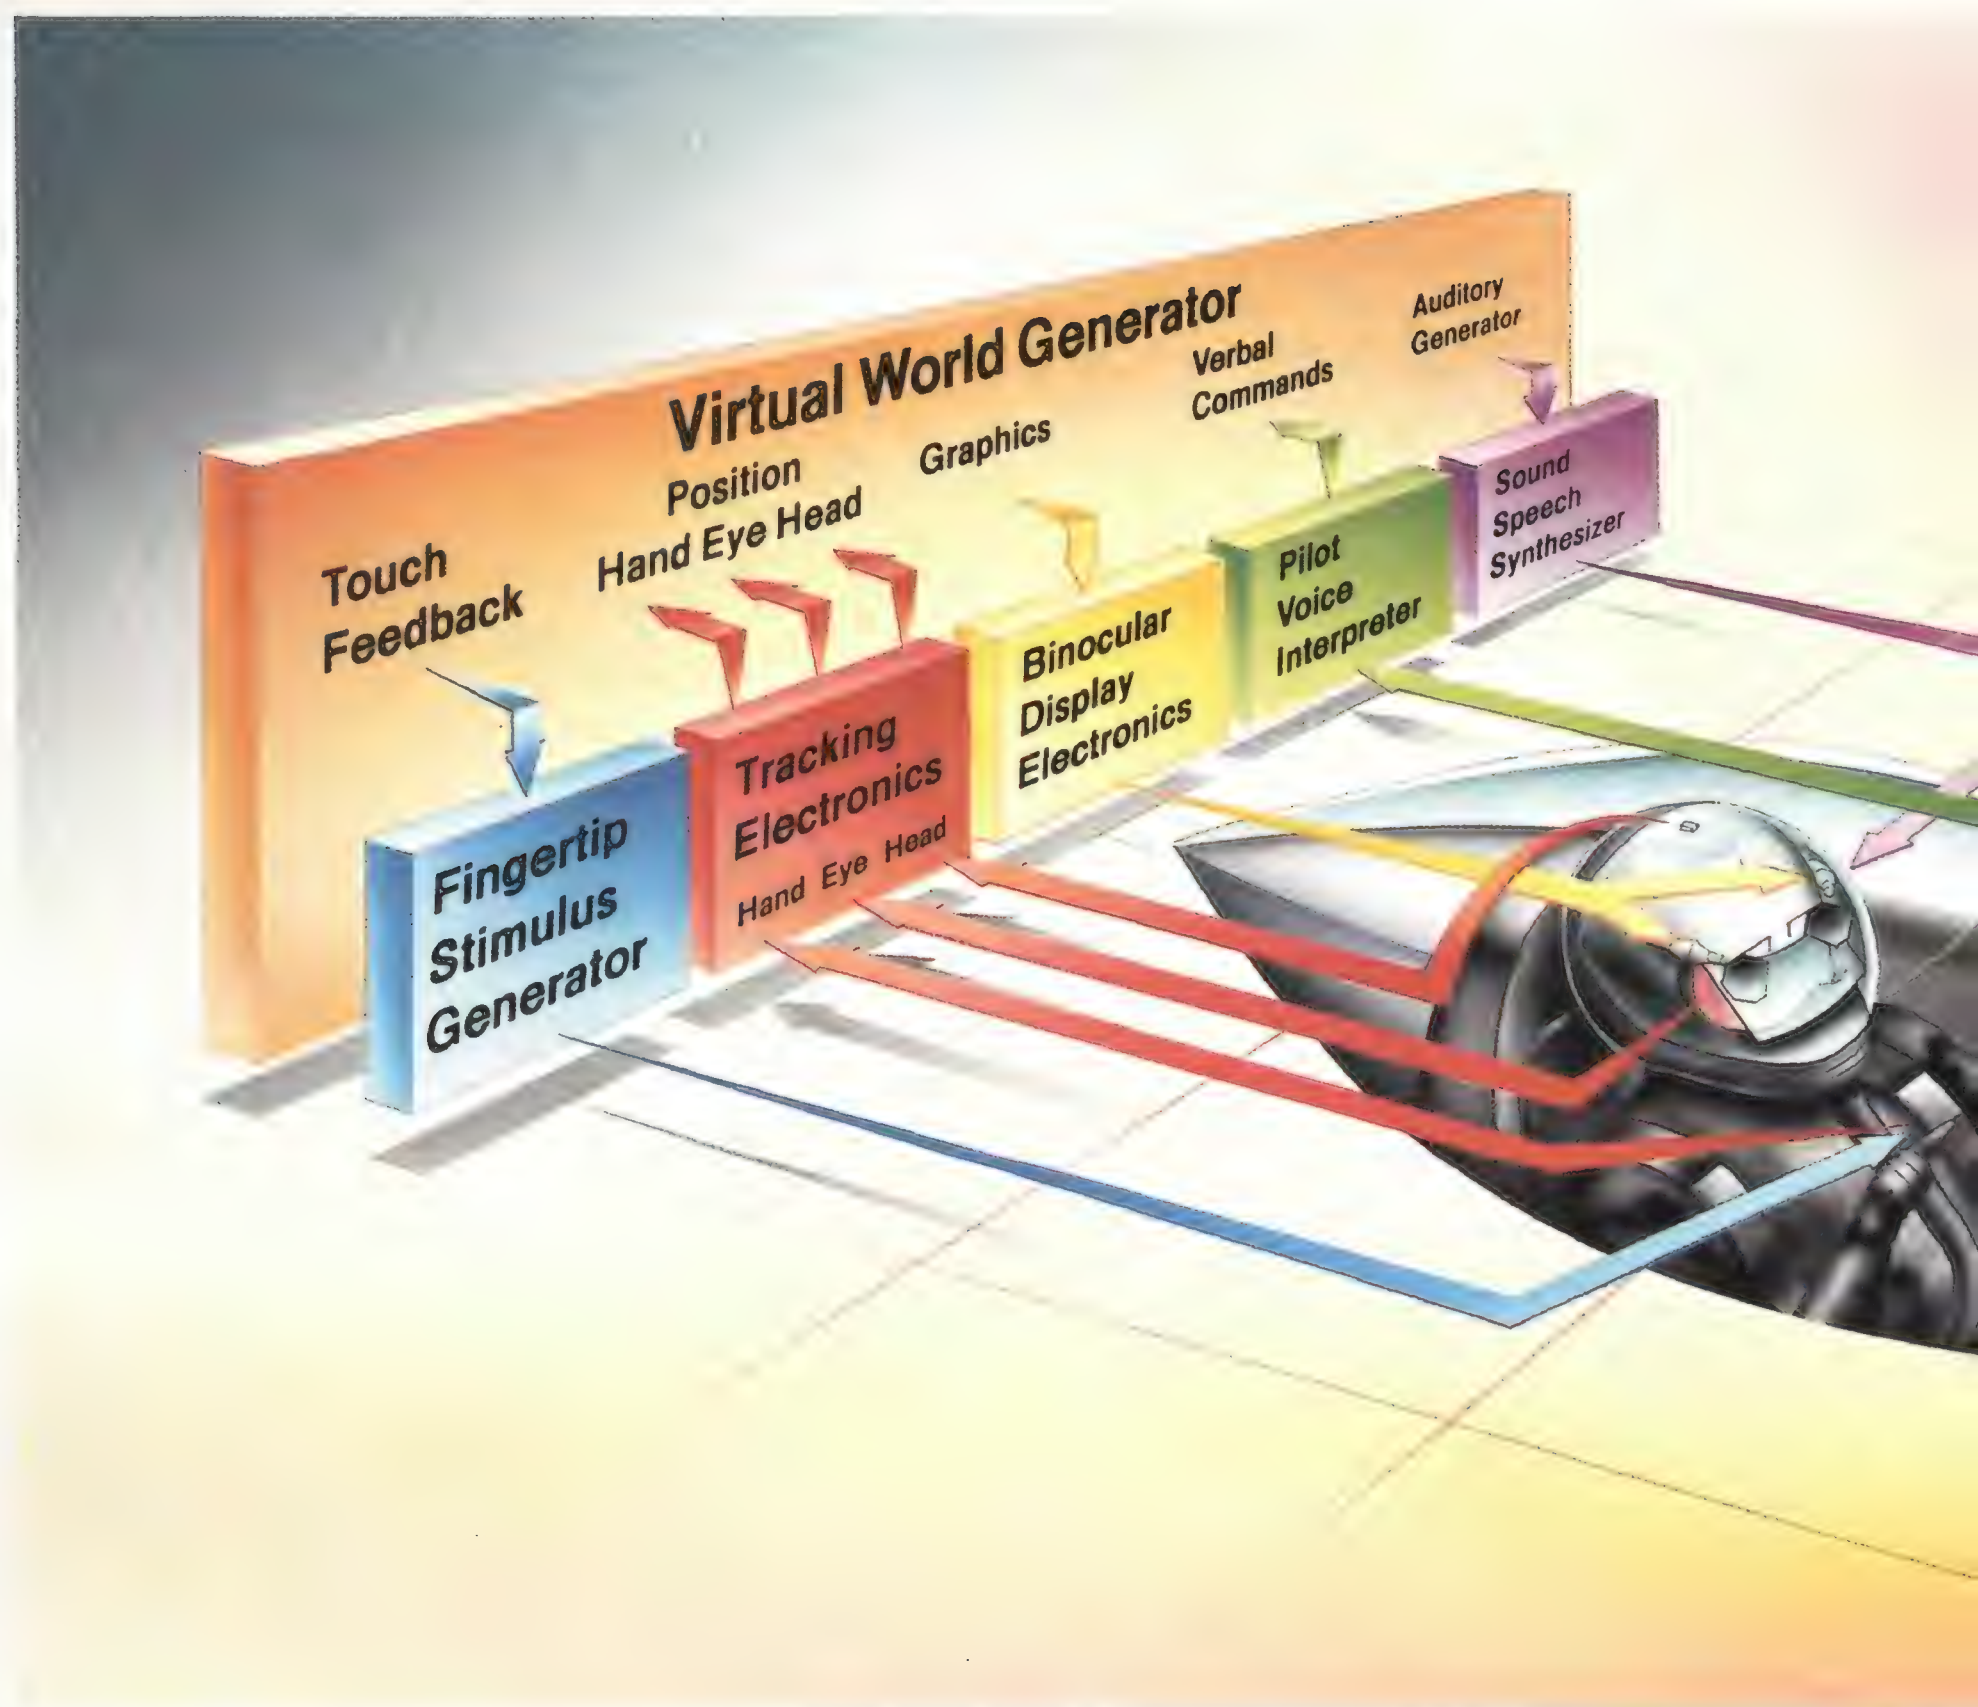 Virtual World Generator
Touch
Feedback
Position
Hand Eye Head
Graphics
Verbal
Commands
Auditory
Generator
Fingertip
Stimulus
Generator
Tracking
Electronics
Hand Eye Head
Binocular
Display
Electronics
Pilot
Voice
Interpreter
Sound
Speech
Synthesizer